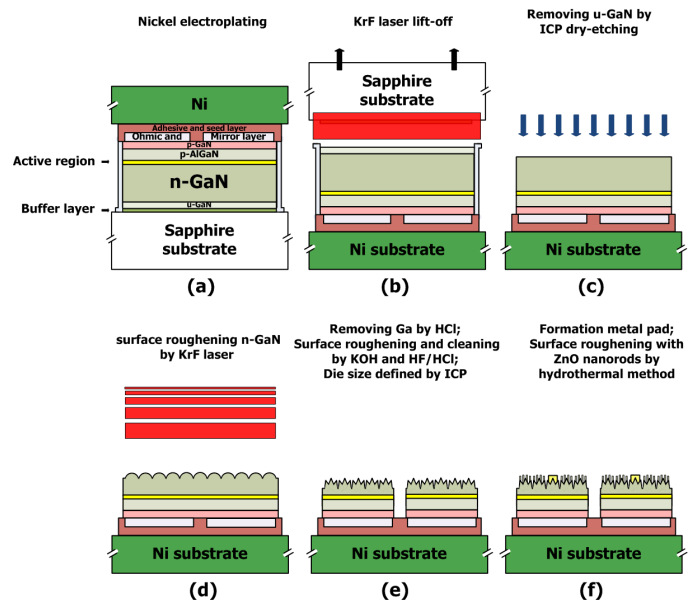 Nickel electroplating
Ni
Adhesive and seed layer
Ohmic and
Mirror layer
p-GaN
p-AlGaN
Active region
n-GaN
u-GaN
Buffer layer
Sapphire
substrate
(a)
KrF laser lift-off
Sapphire
substrate
Ni substrate
(b)
Removing u-GaN by
ICP dry-etching
Ni substrate
(c)
surface roughening n-GaN
by KrF laser
Ni substrate
(d)
Removing Ga by HCl;
Surface roughening and cleaning
by KOH and HF/HCl;
Die size defined by ICP
Ni substrate
(e)
Formation metal pad;
Surface roughening with
ZnO nanorods by
hydrothermal method
Ni substrate
(f)